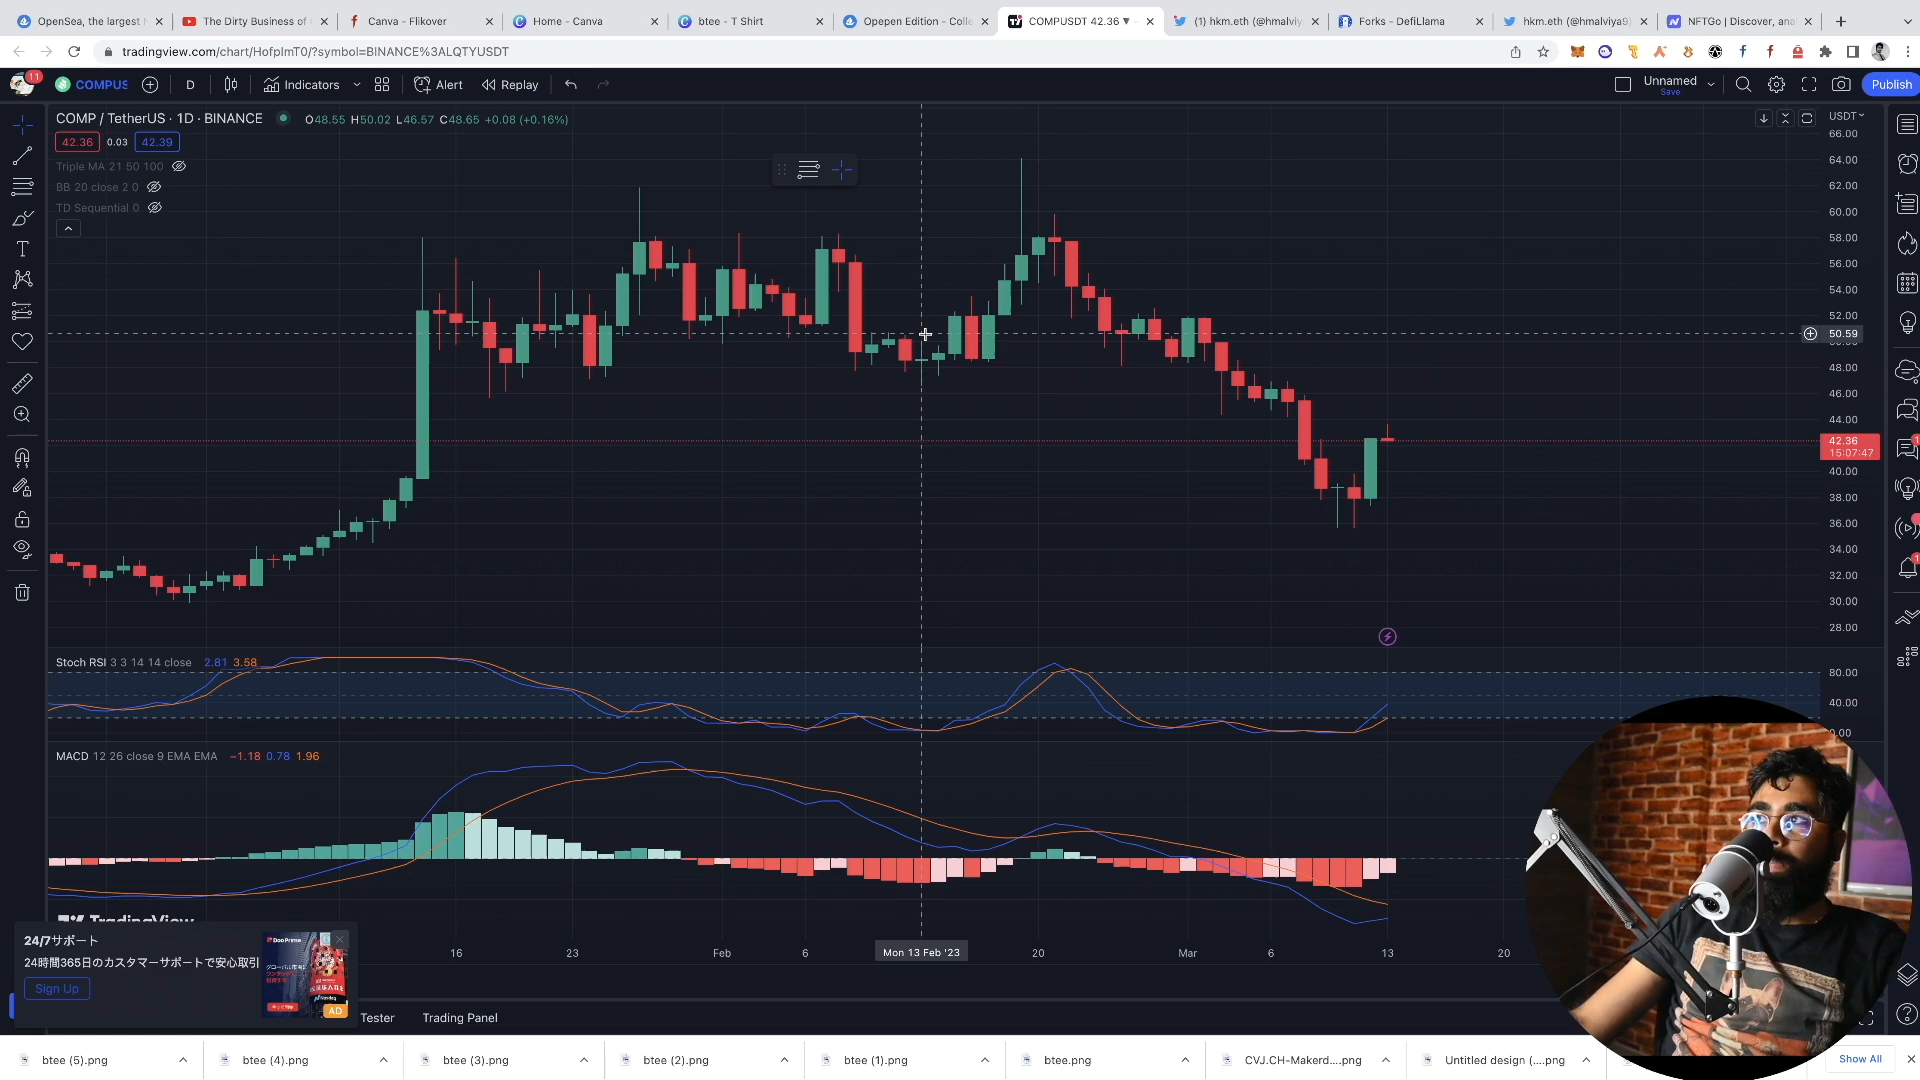 OpenSea, the largest
The Dirty Business of
Canva - Flikover
Home - Canva
btee - T Shirt
Opepen Edition - Colle
COMPUSDT 42.36 ▼
(1) hkm.eth (@hmalviya
Forks - DefiLlama
hkm.eth (@hmalviya9
NFTGo | Discover, ana
tradingview.com/chart/HofpImT0/?symbol=BINANCE%3ALQTYUSDT
11
COMPUS
D
Indicators
Alert
Replay
Unnamed
Save
Publish
COMP / TetherUS · 1D · BINANCE
O48.55 H50.02 L46.57 C48.65 +0.08 (+0.16%)
42.36 0.03 42.39
Triple MA 21 50 100
BB 20 close 2 0
TD Sequential 0
USDT
66.00
64.00
62.00
60.00
58.00
56.00
54.00
52.00
50.59
48.00
46.00
44.00
42.36
15:07:47
40.00
38.00
36.00
34.00
32.00
30.00
28.00
Stoch RSI 3 3 14 14 close 2.81 3.58
80.00
40.00
0.00
MACD 12 26 close 9 EMA EMA −1.18 0.78 1.96
TradingView
16
23
Feb
6
Mon 13 Feb '23
20
Mar
6
13
20
24/7サポート
24時間365日のカスタマーサポートで安心取引
Sign Up
Doo Prime
AD
Tester
Trading Panel
btee (5).png
btee (4).png
btee (3).png
btee (2).png
btee (1).png
btee.png
CVJ.CH-Makerd....png
Untitled design (....png
Show All